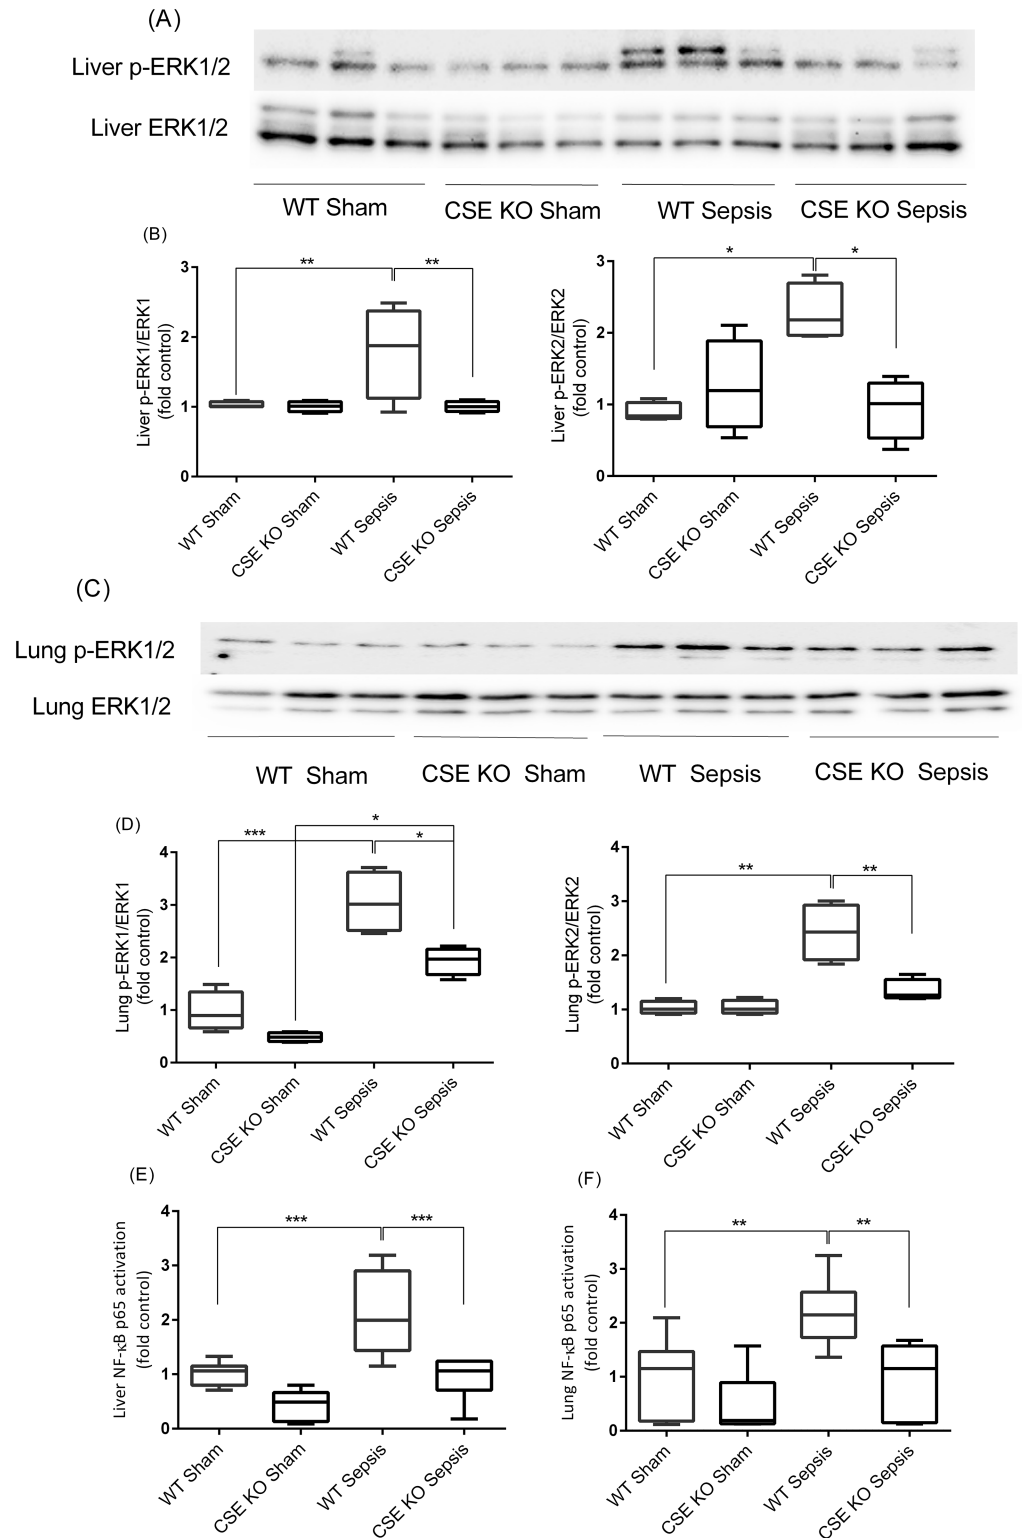 (A)
Liver p-ERK1/2
Liver ERK1/2
WT Sham
CSE KO Sham
WT Sepsis
CSE KO Sepsis
(B)
Liver p-ERK1/ERK1
(fold control)
3
2
1
0
**
**
WT Sham
CSE KO Sham
WT Sepsis
CSE KO Sepsis
Liver p-ERK2/ERK2
(fold control)
3
2
1
0
*
*
WT Sham
CSE KO Sham
WT Sepsis
CSE KO Sepsis
(C)
Lung p-ERK1/2
Lung ERK1/2
WT Sham
CSE KO Sham
WT Sepsis
CSE KO Sepsis
(D)
Lung p-ERK1/ERK1
(fold control)
4
3
2
1
0
***
*
*
WT Sham
CSE KO Sham
WT Sepsis
CSE KO Sepsis
Lung p-ERK2/ERK2
(fold control)
4
3
2
1
0
**
**
WT Sham
CSE KO Sham
WT Sepsis
CSE KO Sepsis
(E)
Liver NF-κB p65 activation
(fold control)
4
3
2
1
0
***
***
WT Sham
CSE KO Sham
WT Sepsis
CSE KO Sepsis
(F)
Lung NF-κB p65 activation
(fold control)
4
3
2
1
0
**
**
WT Sham
CSE KO Sham
WT Sepsis
CSE KO Sepsis